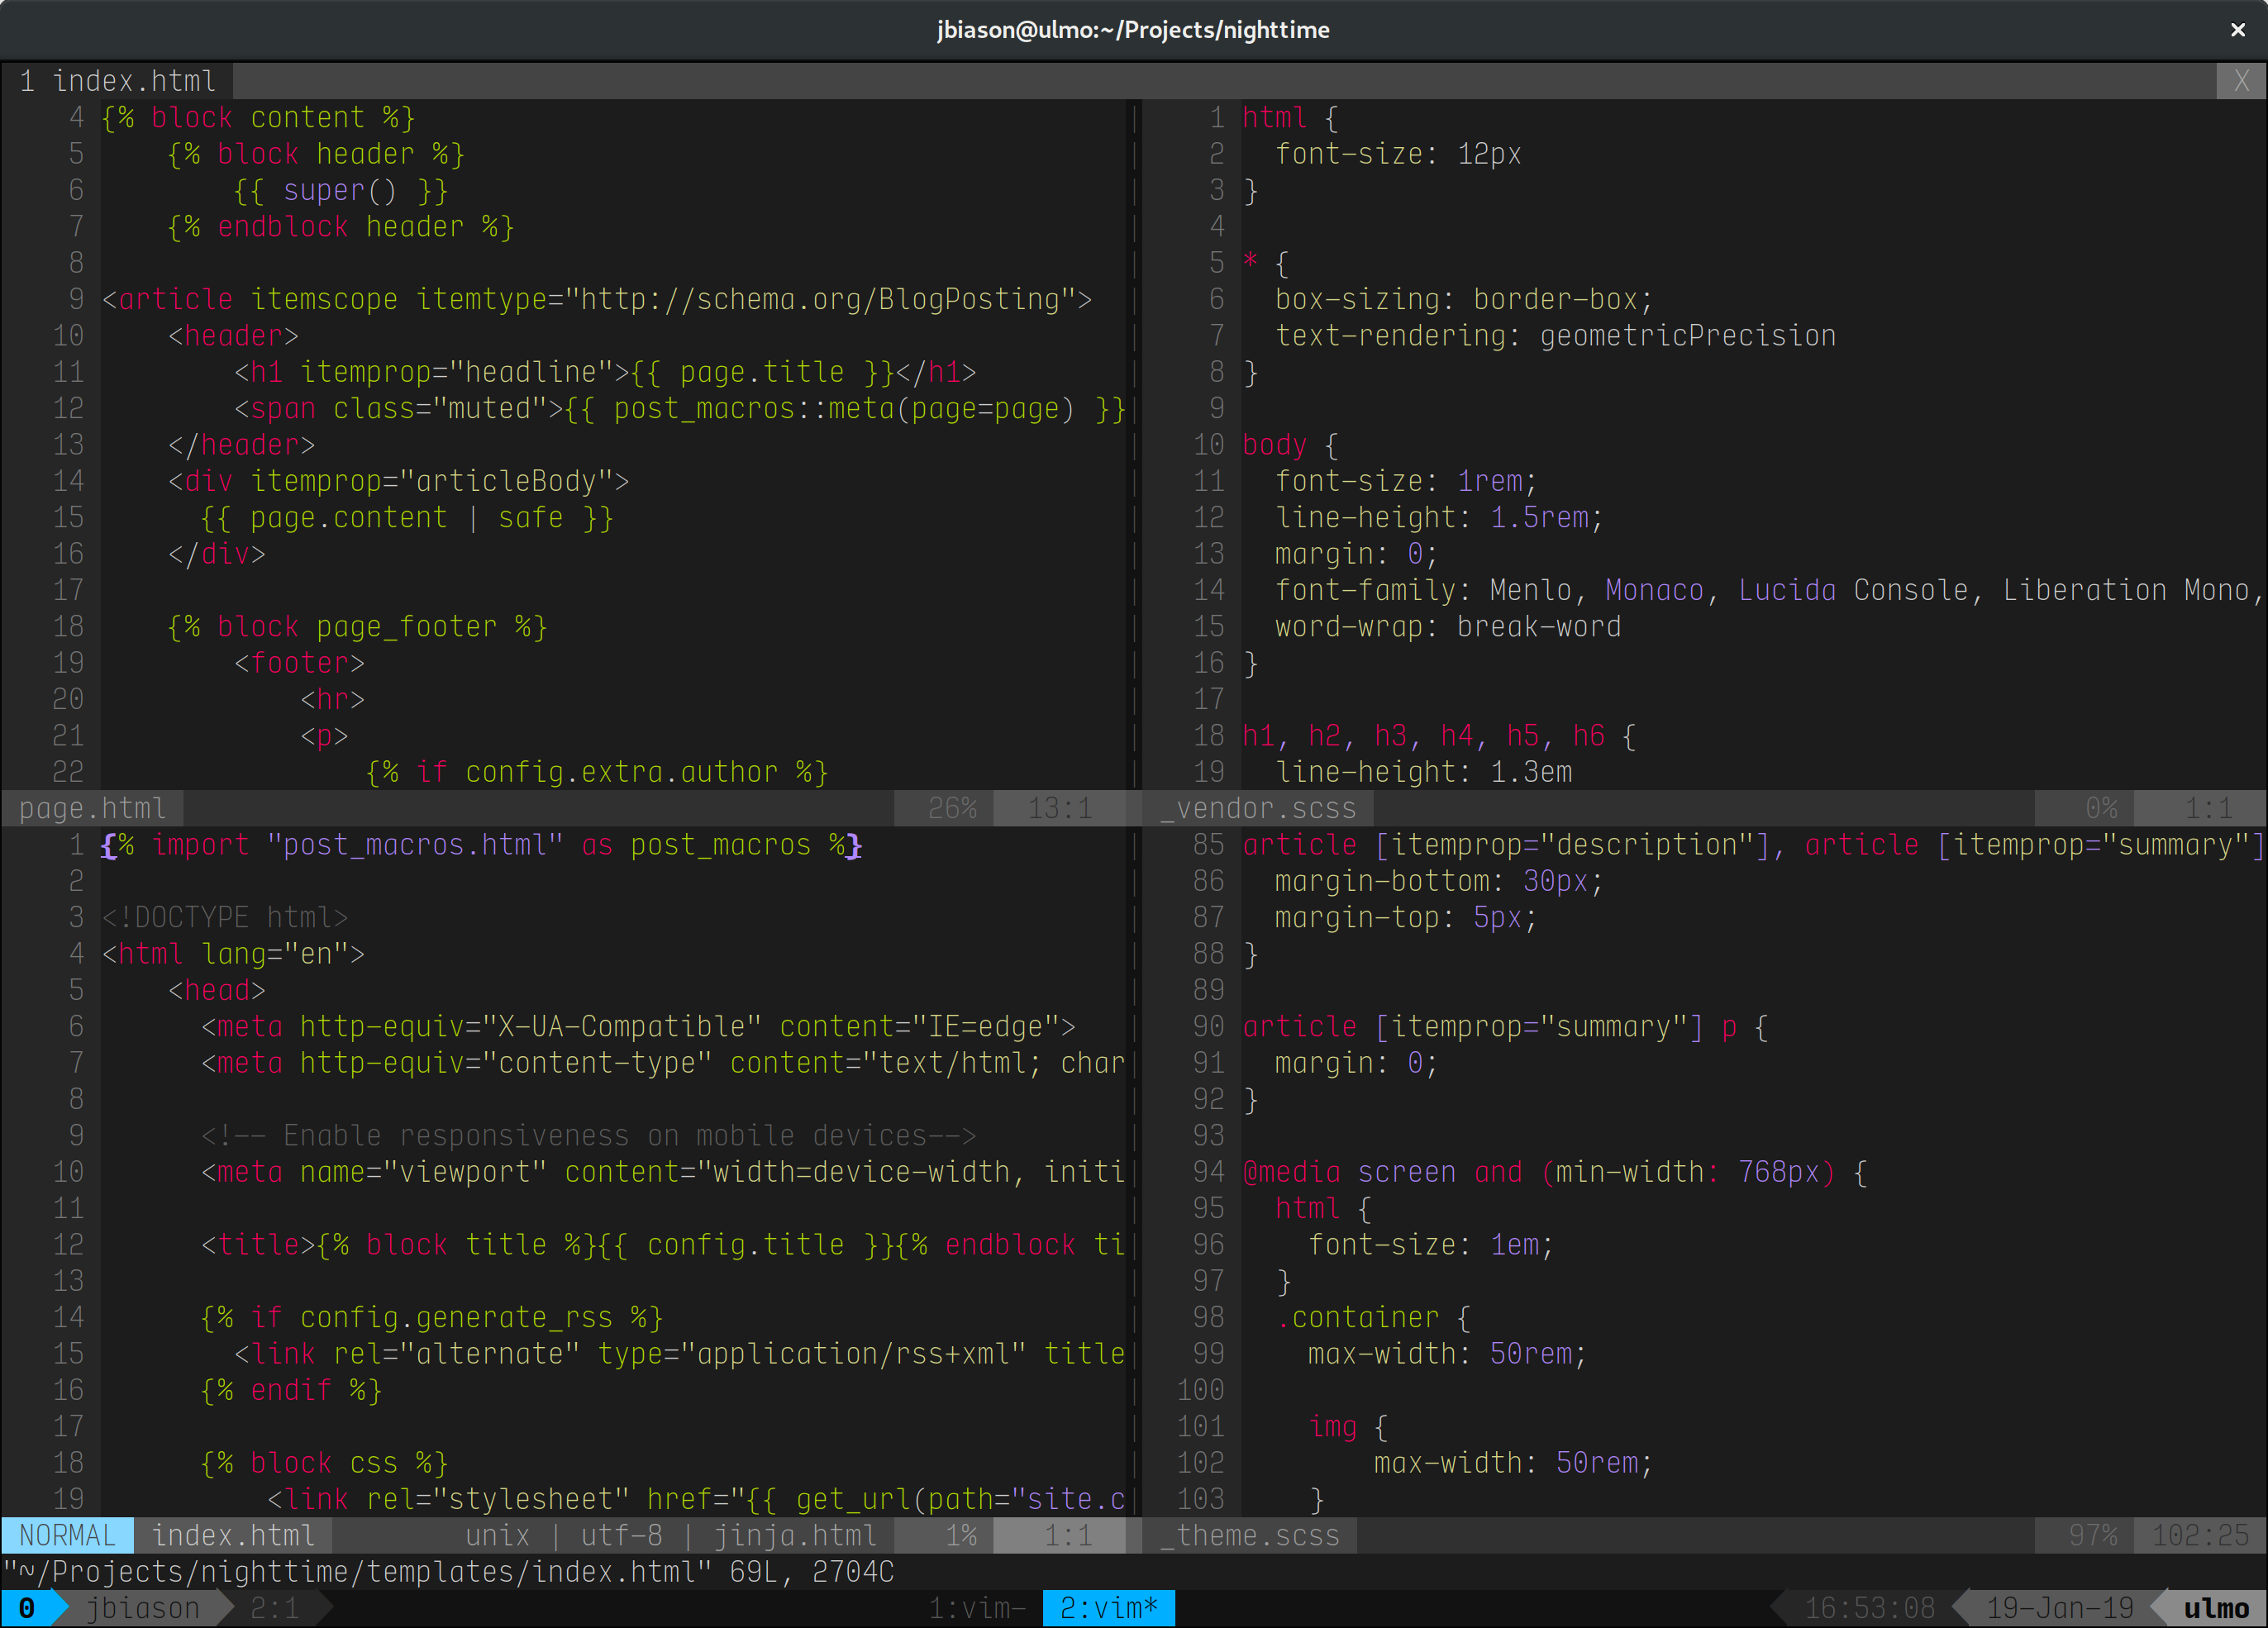 jbiason@ulmo:~/Projects/nighttime ×
1 index.html X
4 {% block content %}
5     {% block header %}
6         {{ super() }}
7     {% endblock header %}
8
9 <article itemscope itemtype="http://schema.org/BlogPosting">
10     <header>
11         <h1 itemprop="headline">{{ page.title }}</h1>
12         <span class="muted">{{ post_macros::meta(page=page) }}
13     </header>
14     <div itemprop="articleBody">
15       {{ page.content | safe }}
16     </div>
17
18     {% block page_footer %}
19         <footer>
20             <hr>
21             <p>
22                 {% if config.extra.author %}
page.html 26% 13:1
1 html {
2   font-size: 12px
3 }
4
5 * {
6   box-sizing: border-box;
7   text-rendering: geometricPrecision
8 }
9
10 body {
11   font-size: 1rem;
12   line-height: 1.5rem;
13   margin: 0;
14   font-family: Menlo, Monaco, Lucida Console, Liberation Mono,
15   word-wrap: break-word
16 }
17
18 h1, h2, h3, h4, h5, h6 {
19   line-height: 1.3em
_vendor.scss 0% 1:1
1 {% import "post_macros.html" as post_macros %}
2
3 <!DOCTYPE html>
4 <html lang="en">
5     <head>
6       <meta http-equiv="X-UA-Compatible" content="IE=edge">
7       <meta http-equiv="content-type" content="text/html; char
8
9       <!-- Enable responsiveness on mobile devices-->
10       <meta name="viewport" content="width=device-width, initi
11
12       <title>{% block title %}{{ config.title }}{% endblock ti
13
14       {% if config.generate_rss %}
15         <link rel="alternate" type="application/rss+xml" title
16       {% endif %}
17
18       {% block css %}
19           <link rel="stylesheet" href="{{ get_url(path="site.c
NORMAL index.html unix | utf-8 | jinja.html 1% 1:1
85 article [itemprop="description"], article [itemprop="summary"]
86   margin-bottom: 30px;
87   margin-top: 5px;
88 }
89
90 article [itemprop="summary"] p {
91   margin: 0;
92 }
93
94 @media screen and (min-width: 768px) {
95   html {
96     font-size: 1em;
97   }
98   .container {
99     max-width: 50rem;
100
101     img {
102         max-width: 50rem;
103     }
_theme.scss 97% 102:25
"~/Projects/nighttime/templates/index.html" 69L, 2704C
0 jbiason 2:1 1:vim- 2:vim* 16:53:08 19-Jan-19 ulmo